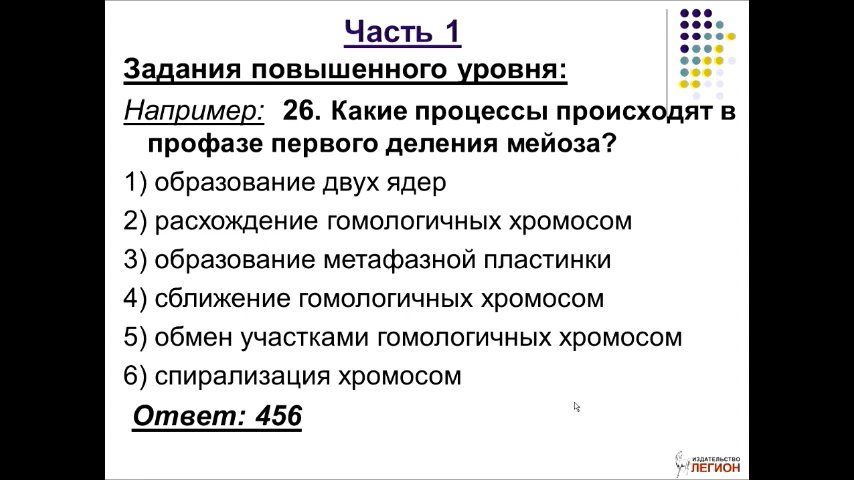 Часть 1
Задания повышенного уровня:
Например: 26. Какие процессы происходят в
профазе первого деления мейоза?
1) образование двух ядер
2) расхождение гомологичных хромосом
3) образование метафазной пластинки
4) сближение гомологичных хромосом
5) обмен участками гомологичных хромосом
6) спирализация хромосом
Ответ: 456
ИЗДАТЕЛЬСТВО
ЛЕГИОН